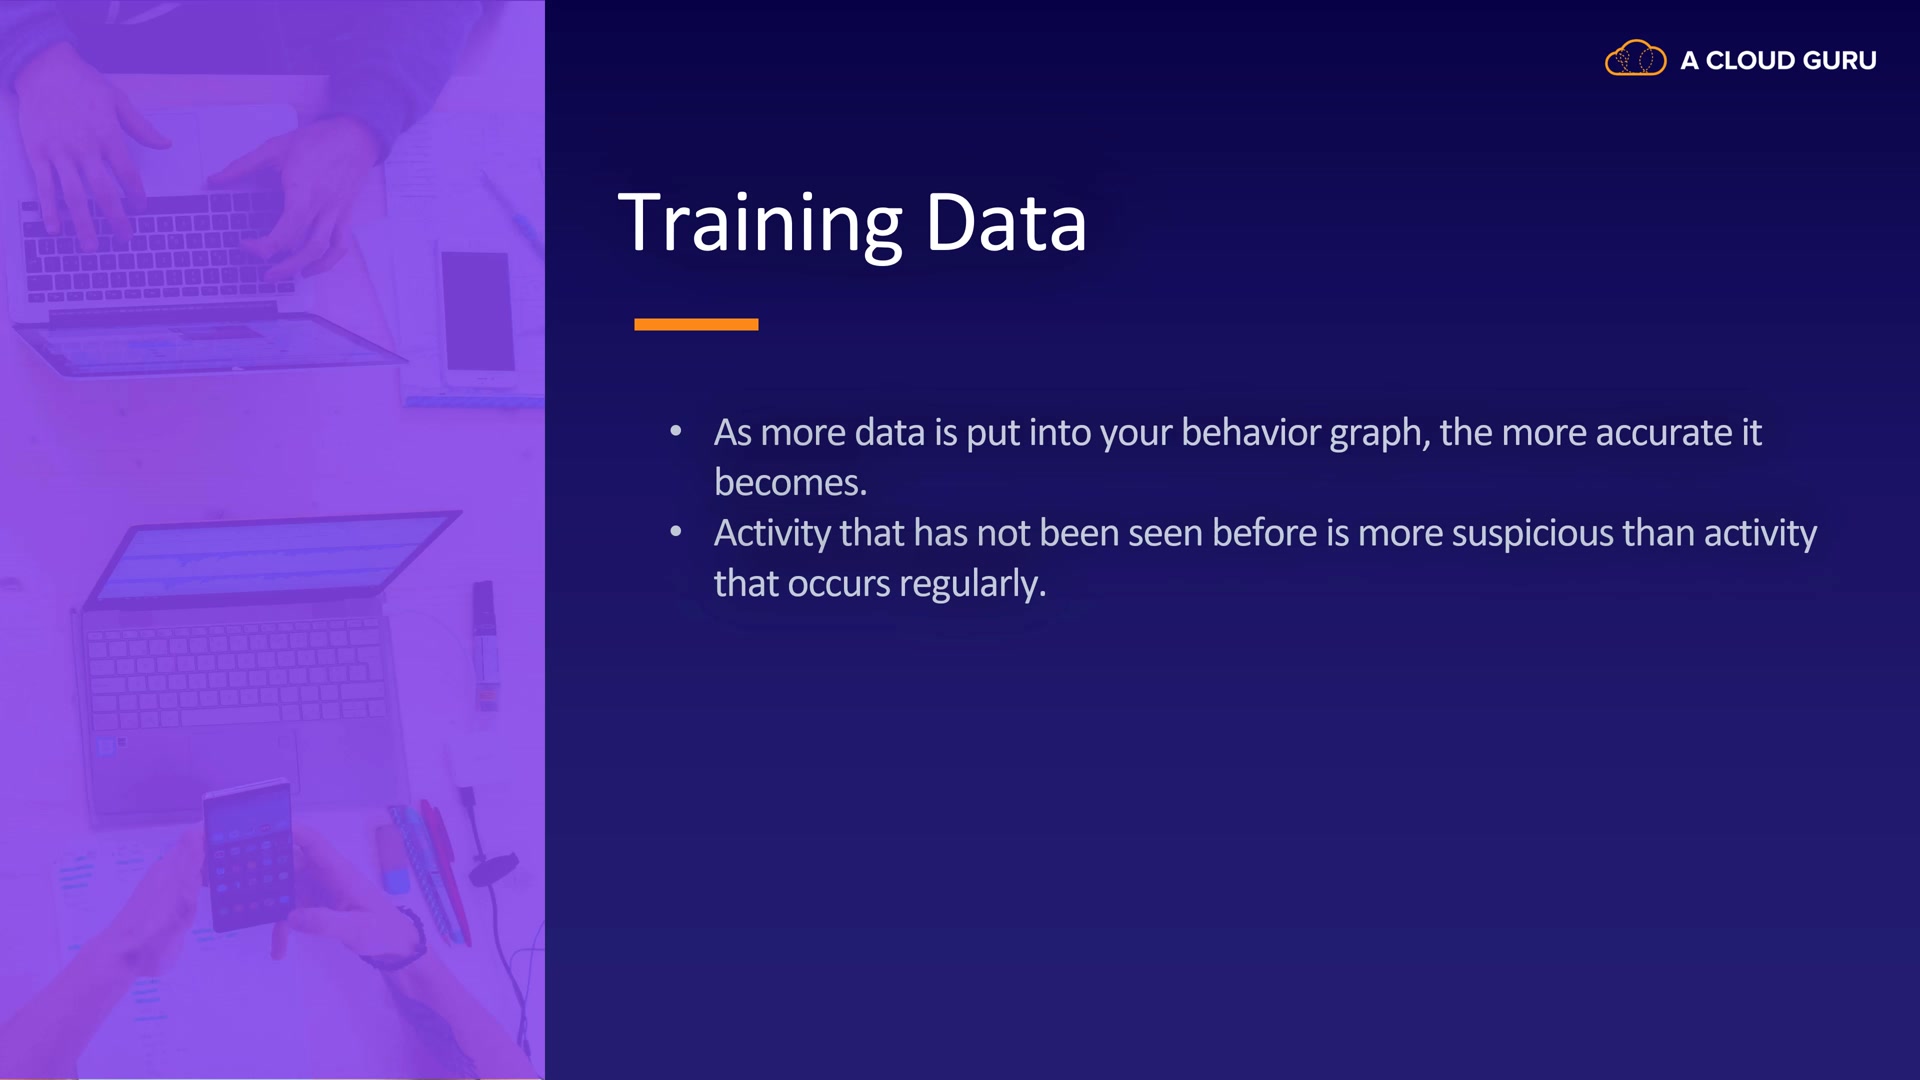 A CLOUD GURU
Training Data
• As more data is put into your behavior graph, the more accurate it
becomes.
• Activity that has not been seen before is more suspicious than activity
that occurs regularly.